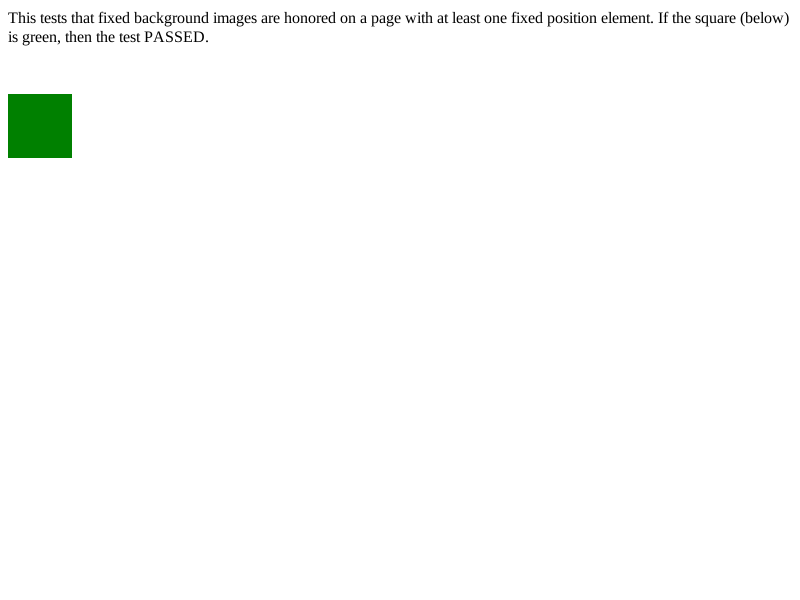 This tests that fixed background images are honored on a page with at least one fixed position element. If the square (below)
is green, then the test PASSED.